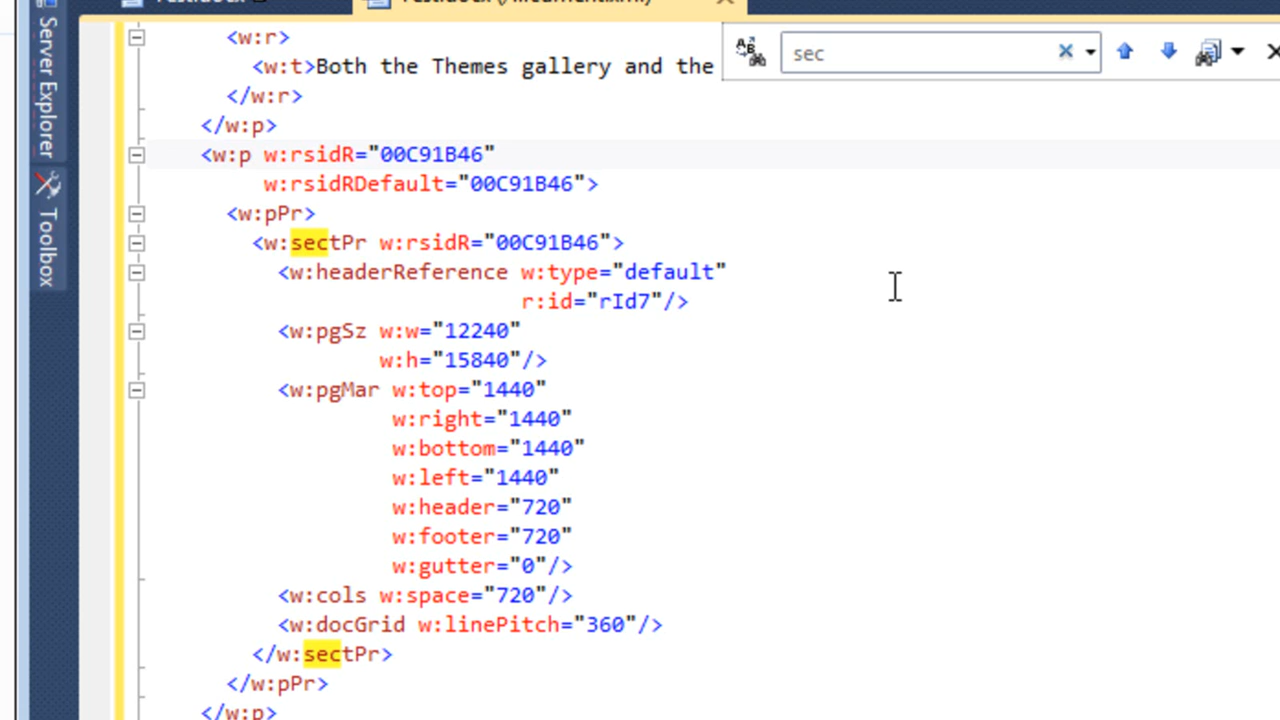 Server Explorer
Toolbox
sec
<w:r>
<w:t>Both the Themes gallery and the
</w:r>
</w:p>
<w:p w:rsidR="00C91B46"
w:rsidRDefault="00C91B46">
<w:pPr>
<w:sectPr w:rsidR="00C91B46">
<w:headerReference w:type="default"
r:id="rId7"/>
<w:pgSz w:w="12240"
w:h="15840"/>
<w:pgMar w:top="1440"
w:right="1440"
w:bottom="1440"
w:left="1440"
w:header="720"
w:footer="720"
w:gutter="0"/>
<w:cols w:space="720"/>
<w:docGrid w:linePitch="360"/>
</w:sectPr>
</w:pPr>
</w:p>